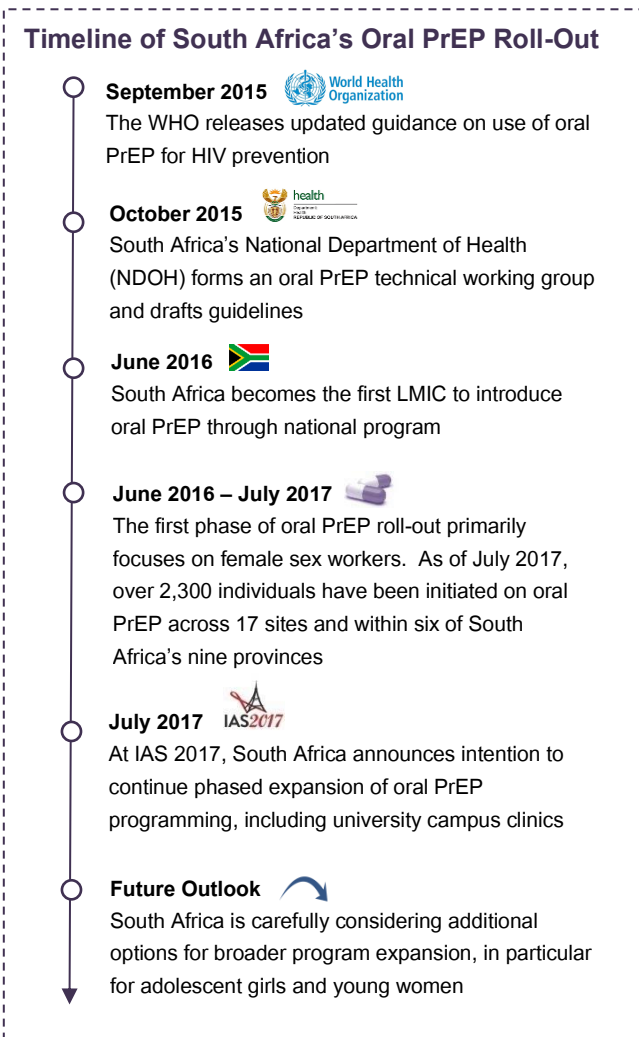 Timeline of South Africa's Oral PrEP Roll-Out
September 2015
World Health
Organization
The WHO releases updated guidance on use of oral
PrEP for HIV prevention
October 2015
health
Department:
Health
REPUBLIC OF SOUTH AFRICA
South Africa's National Department of Health
(NDOH) forms an oral PrEP technical working group
and drafts guidelines
June 2016
South Africa becomes the first LMIC to introduce
oral PrEP through national program
June 2016 – July 2017
The first phase of oral PrEP roll-out primarily
focuses on female sex workers. As of July 2017,
over 2,300 individuals have been initiated on oral
PrEP across 17 sites and within six of South
Africa's nine provinces
July 2017
IAS2017
At IAS 2017, South Africa announces intention to
continue phased expansion of oral PrEP
programming, including university campus clinics
Future Outlook
South Africa is carefully considering additional
options for broader program expansion, in particular
for adolescent girls and young women